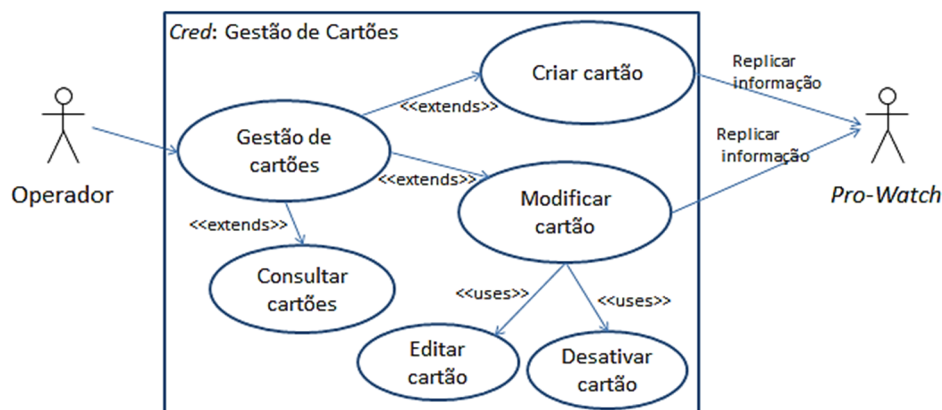 Cred: Gestão de Cartões
Criar cartão
Replicar
informação
<<extends>>
Gestão de
cartões
Replicar
informação
<<extends>>
Operador
Modificar
cartão
Pro-Watch
<<extends>>
Consultar
cartões
<<uses>>
<<uses>>
Editar
cartão
Desativar
cartão